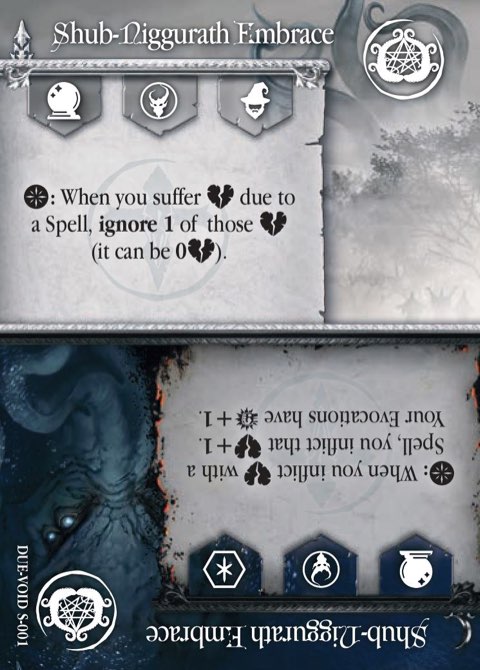 Shub-Niggurath Embrace
: When you suffer due to
a Spell, ignore 1 of those
(it can be 0).
: When you inflict with a
Spell, you inflict that +1.
Your Evocations have +1.
Shub-Niggurath Embrace
DUE-VOID S-001